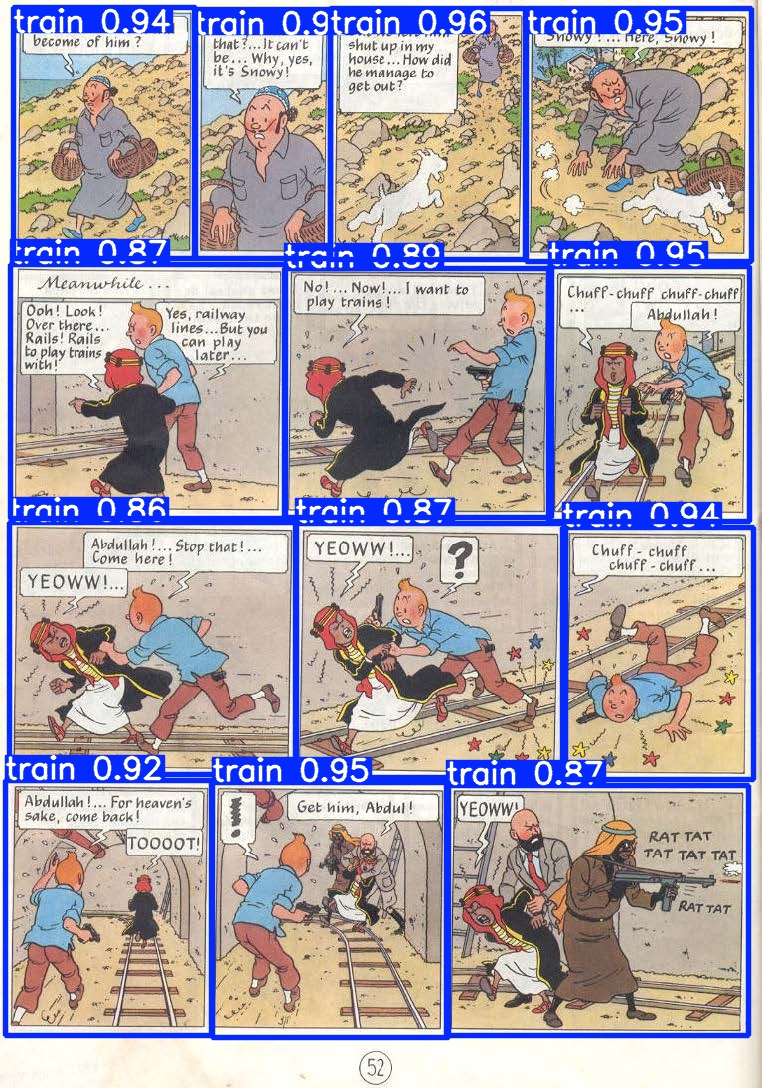 train 0.94
become of him?
train 0.9
that?...It can't
be... Why, yes,
it's Snowy!
train 0.96
shut up in my
house... How did
he manage to
get out?
train 0.95
Snowy!... Here, Snowy!
train 0.87
Meanwhile...
Ooh! Look!
Over there...
Rails! Rails
to play trains
with!
Yes, railway
lines...But you
can play
later...
train 0.89
No!... Now!... I want to
play trains!
train 0.95
Chuff-chuff chuff-chuff
...
Abdullah!
train 0.86
Abdullah!... Stop that!...
Come here!
YEOWW!...
train 0.87
YEOWW!...
?
train 0.94
Chuff - chuff
chuff - chuff...
train 0.92
Abdullah!... For heaven's
sake, come back!
TOOOOT!
train 0.95
!
Get him, Abdul!
train 0.87
YEOWW!
RAT TAT
TAT TAT TAT
RAT TAT
52